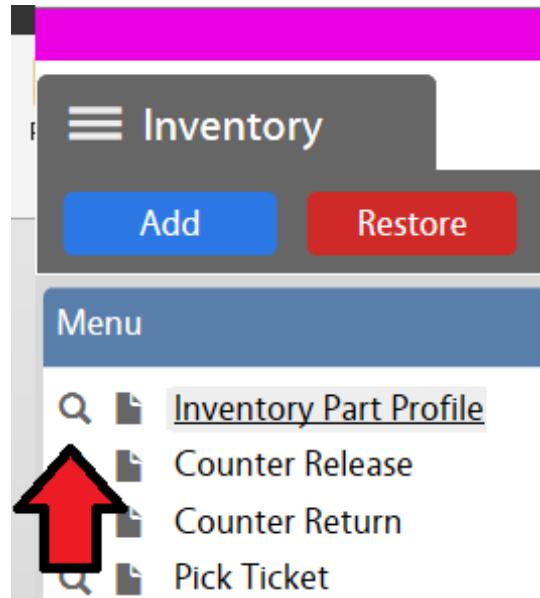 Inventory
Add Restore
Menu
Inventory Part Profile
Counter Release
Counter Return
Pick Ticket